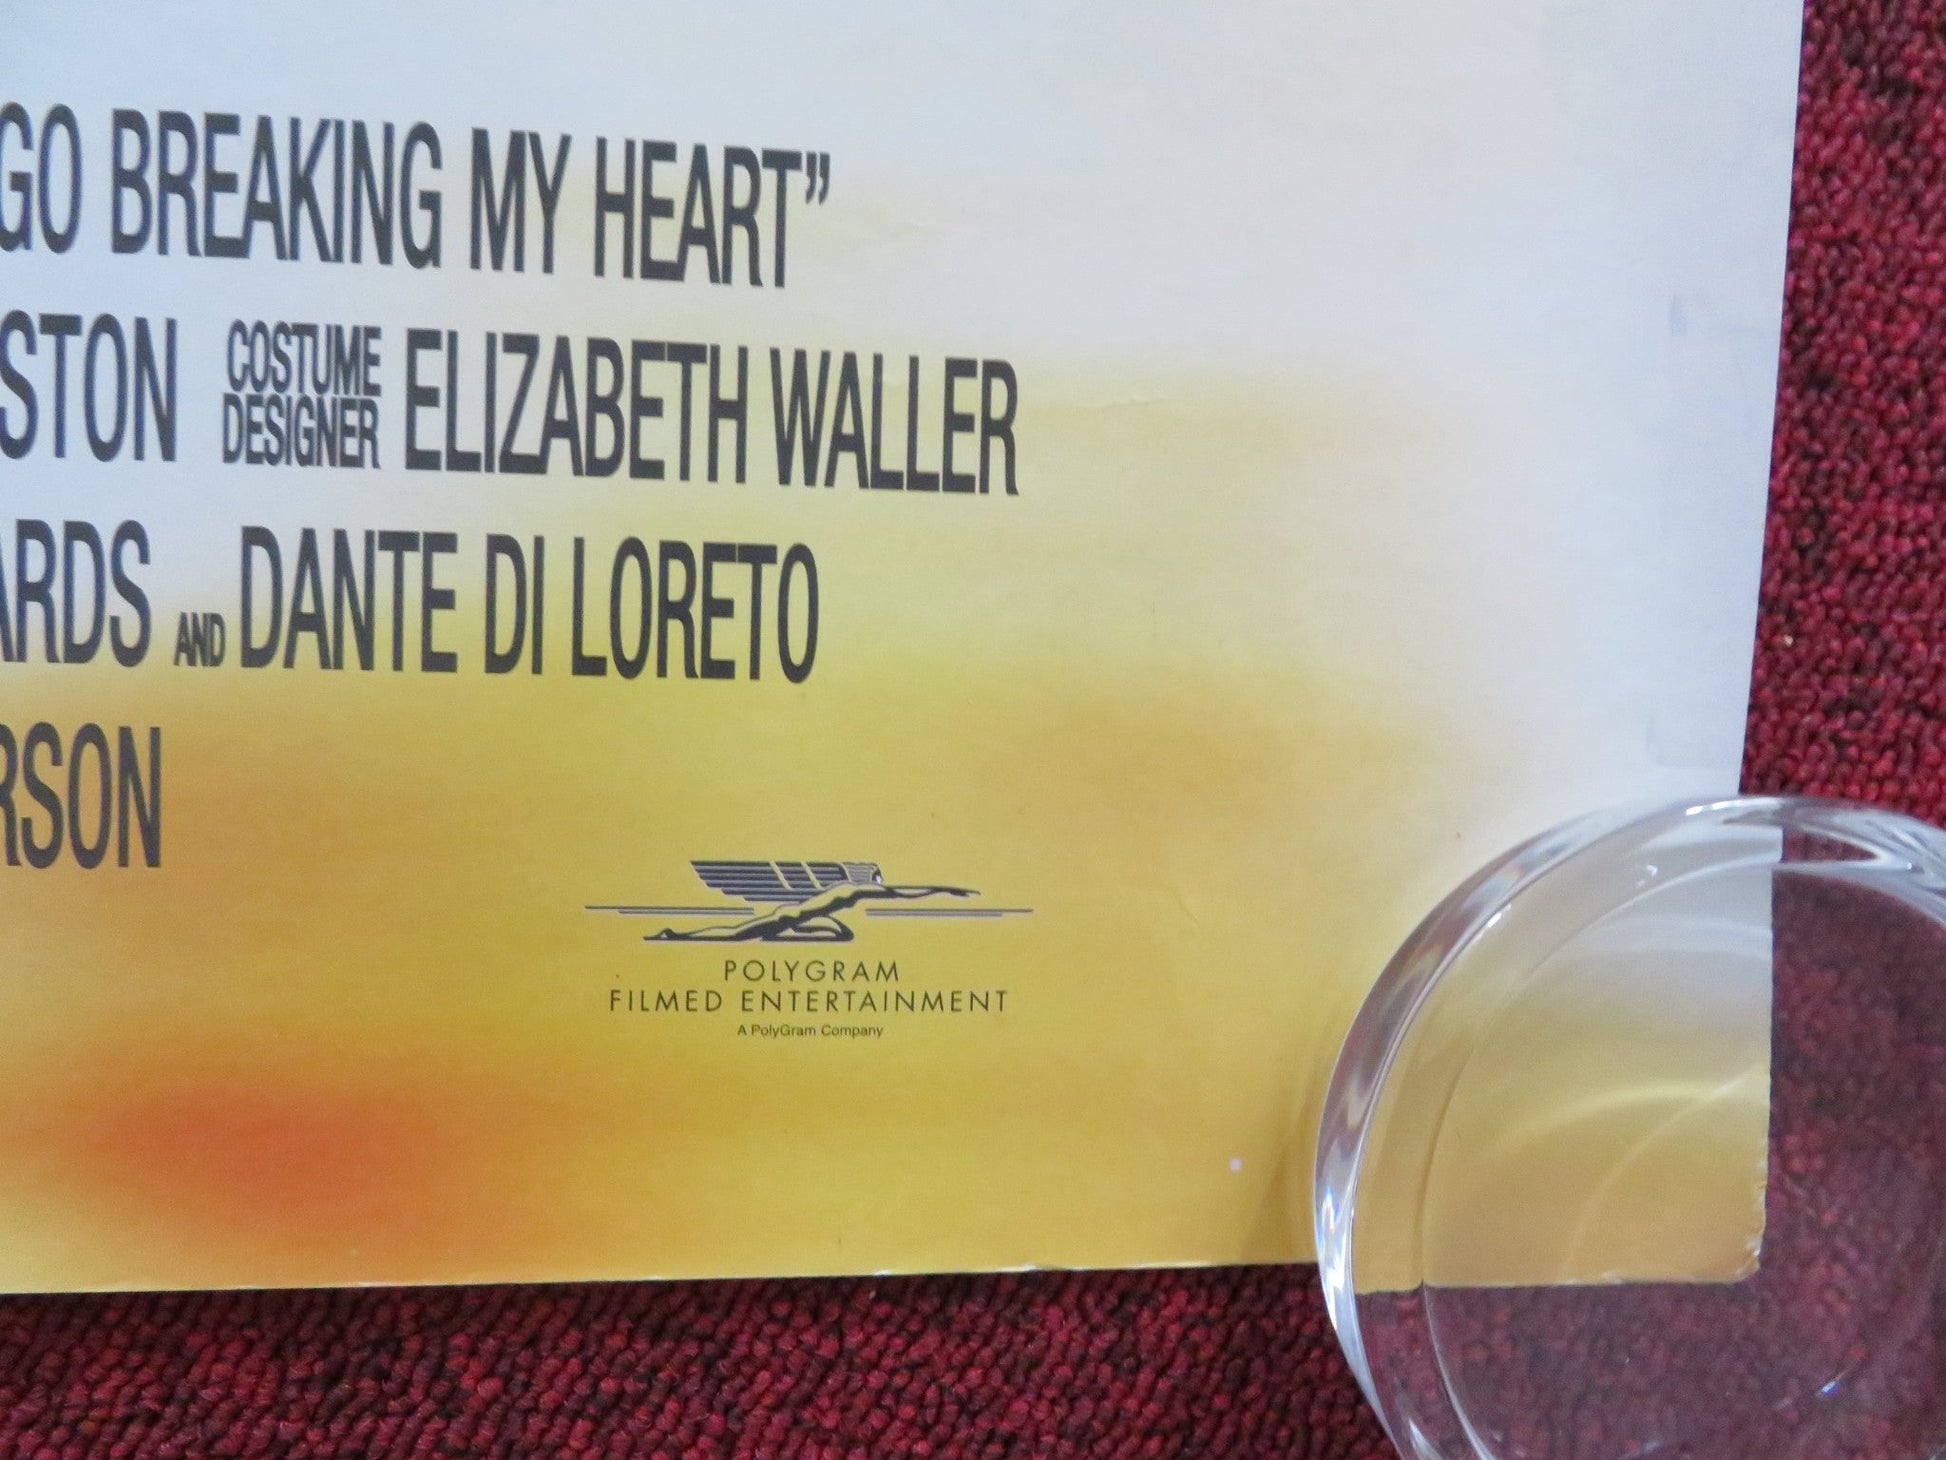 GO BREAKING MY HEART”
STON COSTUME DESIGNER ELIZABETH WALLER
ARDS AND DANTE DI LORETO
RSON
POLYGRAM
FILMED ENTERTAINMENT
A PolyGram Company